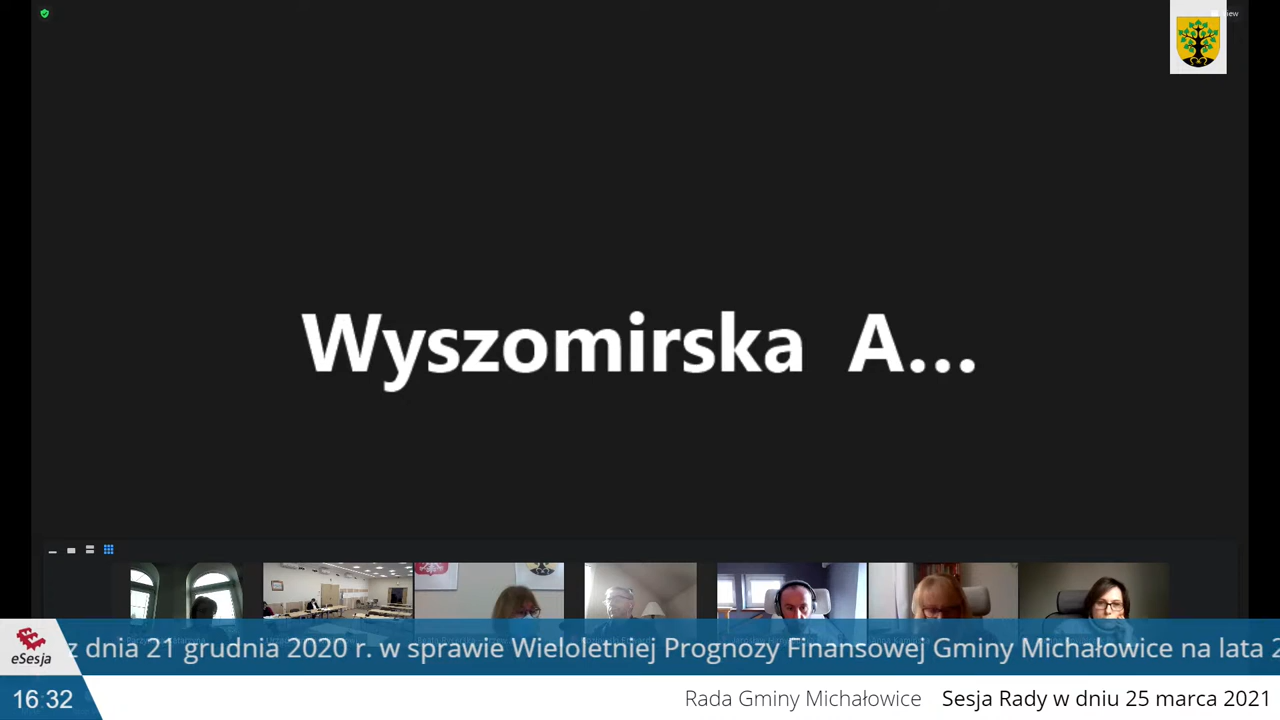 View
Wyszomirska A...
eSesja
z dnia 21 grudnia 2020 r. w sprawie Wieloletniej Prognozy Finansowej Gminy Michałowice na lata 2
16:32
Rada Gminy Michałowice Sesja Rady w dniu 25 marca 2021